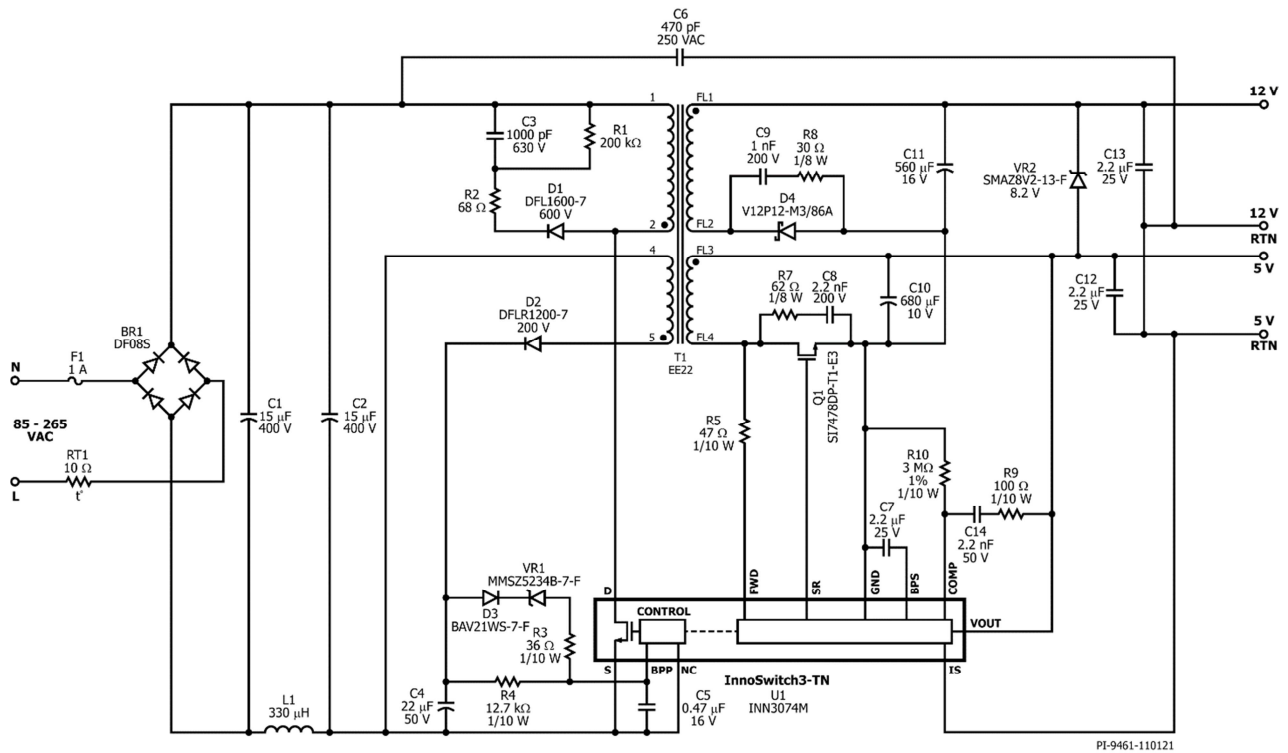 C6
470 pF
250 VAC
1
FL1
12 V
C3
1000 pF
630 V
R1
200 kΩ
C9
1 nF
200 V
R8
30 Ω
1/8 W
C11
560 μF
16 V
VR2
SMAZ8V2-13-F
8.2 V
C13
2.2 μF
25 V
R2
68 Ω
D1
DFL1600-7
600 V
D4
V12P12-M3/86A
2
FL2
12 V
RTN
4
FL3
5 V
D2
DFLR1200-7
200 V
R7
62 Ω
1/8 W
C8
2.2 nF
200 V
C10
680 μF
10 V
C12
2.2 μF
25 V
5
FL4
5 V
RTN
T1
EE22
BR1
DF08S
N
F1
1 A
85 - 265
VAC
RT1
10 Ω
t°
L
C1
15 μF
400 V
C2
15 μF
400 V
Q1
SI7478DP-T1-E3
R5
47 Ω
1/10 W
R10
3 MΩ
1%
1/10 W
R9
100 Ω
1/10 W
C7
2.2 μF
25 V
C14
2.2 nF
50 V
VR1
MMSZ5234B-7-F
D3
BAV21WS-7-F
R3
36 Ω
1/10 W
D
FWD
SR
GND
BPS
COMP
CONTROL
VOUT
S
BPP
NC
IS
InnoSwitch3-TN
U1
INN3074M
L1
330 μH
C4
22 μF
50 V
R4
12.7 kΩ
1/10 W
C5
0.47 μF
16 V
PI-9461-110121